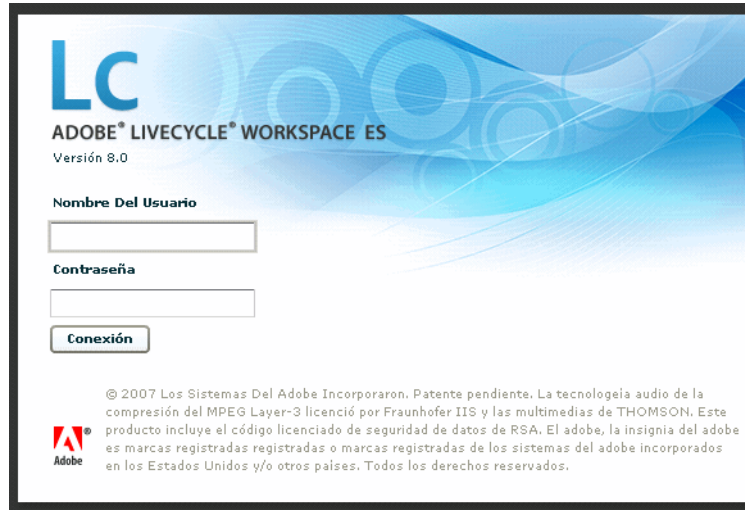 Lc
ADOBE® LIVECYCLE® WORKSPACE ES
Versión 8.0
Nombre Del Usuario
Contraseña
Conexión
© 2007 Los Sistemas Del Adobe Incorporaron. Patente pendiente. La tecnologeia audio de la
compresión del MPEG Layer-3 licenció por Fraunhofer IIS y las multimedias de THOMSON. Este
producto incluye el código licenciado de seguridad de datos de RSA. El adobe, la insignia del adobe
es marcas registradas registradas o marcas registradas de los sistemas del adobe incorporados
en los Estados Unidos y/o otros países. Todos los derechos reservados.
Adobe®